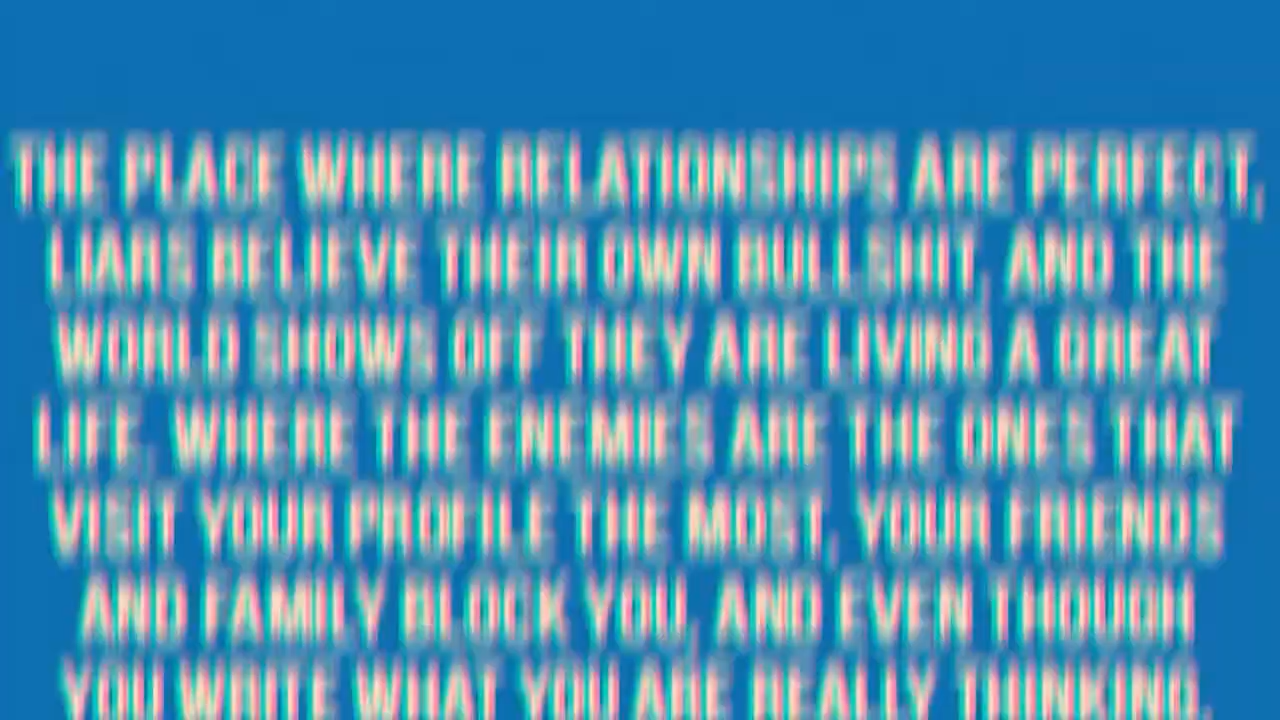 THE PLACE WHERE RELATIONSHIPS ARE PERFECT,
LIARS BELIEVE THEIR OWN BULLSHIT, AND THE
WORLD SHOWS OFF THEY ARE LIVING A GREAT
LIFE, WHERE THE ENEMIES ARE THE ONES THAT
VISIT YOUR PROFILE THE MOST, YOUR FRIENDS
AND FAMILY BLOCK YOU, AND EVEN THOUGH
YOU WRITE WHAT YOU ARE REALLY THINKING,